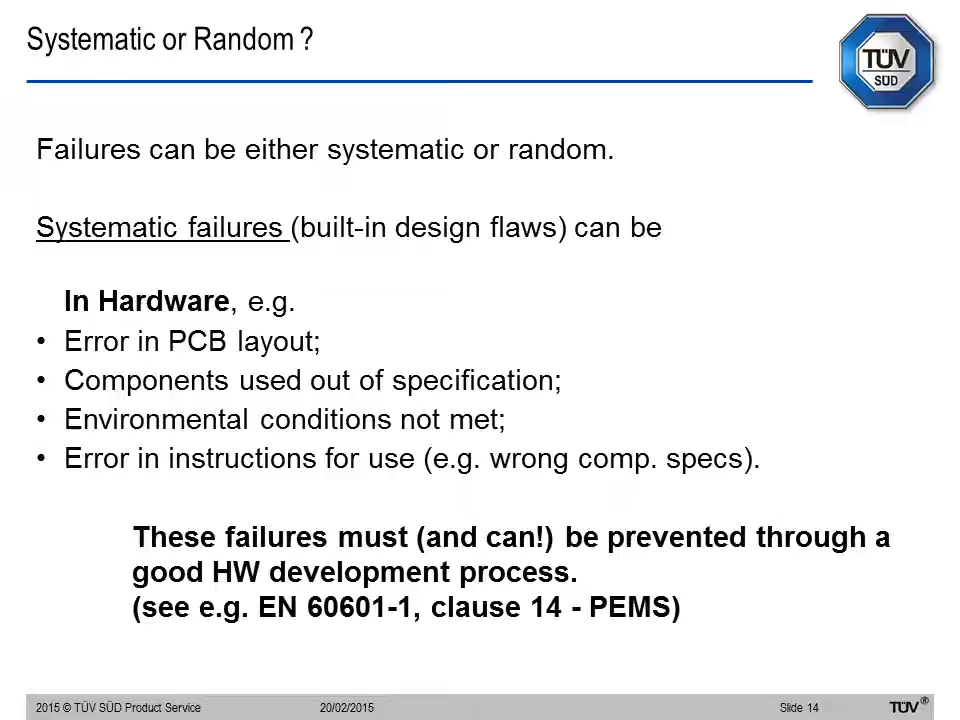 Systematic or Random ?
TÜV
SÜD
Failures can be either systematic or random.
Systematic failures (built-in design flaws) can be
In Hardware, e.g.
• Error in PCB layout;
• Components used out of specification;
• Environmental conditions not met;
• Error in instructions for use (e.g. wrong comp. specs).
These failures must (and can!) be prevented through a
good HW development process.
(see e.g. EN 60601-1, clause 14 - PEMS)
2015 © TÜV SÜD Product Service 20/02/2015 Slide 14 TÜV®